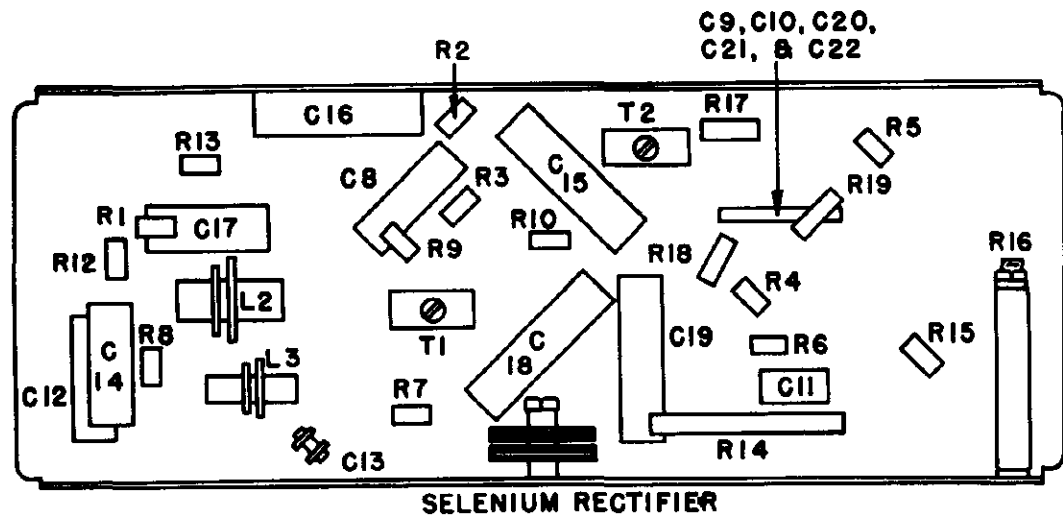 C9, C10, C20,
C21, & C22
R2
C16
T2
R17
R5
R13
C8
R3
C
15
R19
R1
C17
R10
R9
R12
R18
R16
L2
R4
C
14
R8
T1
C
18
C19
R6
R15
L3
C12
R7
C11
C13
R14
SELENIUM RECTIFIER